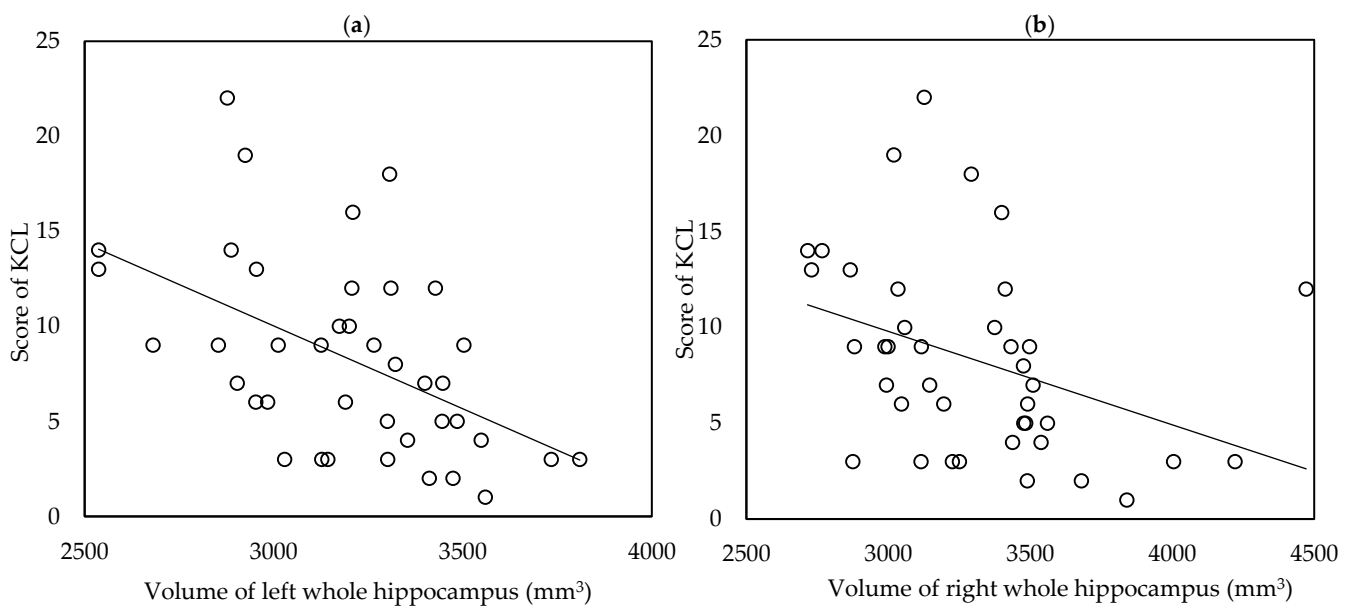 (a)
25
20
15
10
5
0
Score of KCL
2500 3000 3500 4000
Volume of left whole hippocampus (mm³)
(b)
25
20
15
10
5
0
Score of KCL
2500 3000 3500 4000 4500
Volume of right whole hippocampus (mm³)